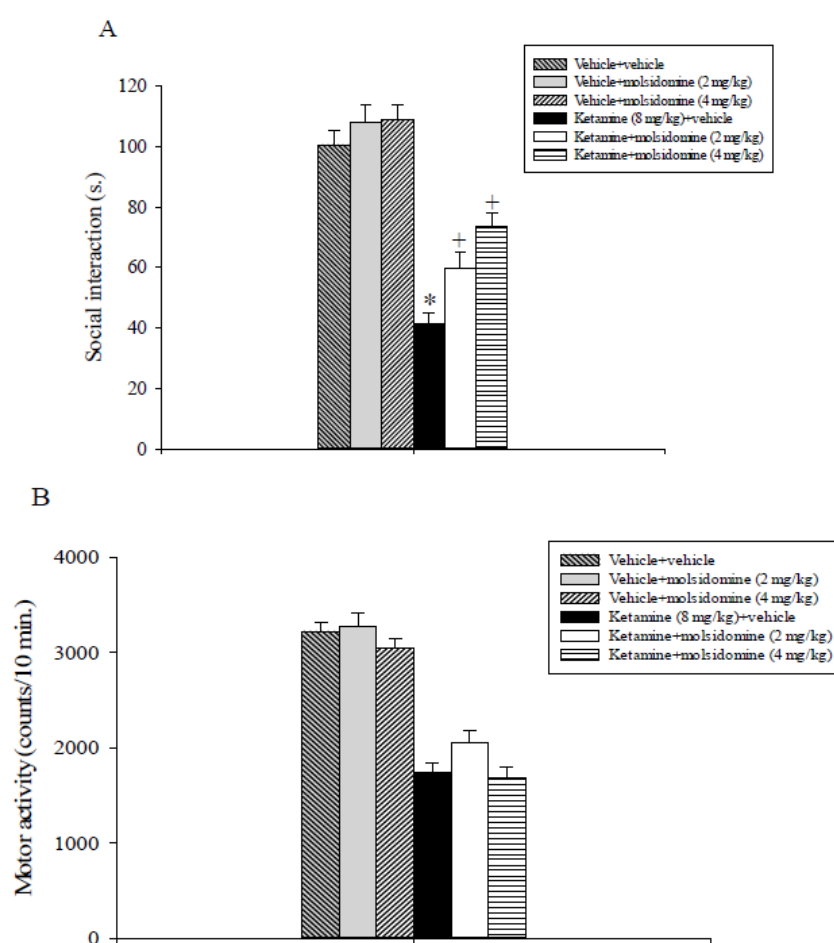 A
Vehicle+vehicle
Vehicle+molsidomine (2 mg/kg)
Vehicle+molsidomine (4 mg/kg)
Ketamine (8 mg/kg)+vehicle
Ketamine+molsidomine (2 mg/kg)
Ketamine+molsidomine (4 mg/kg)
Social interaction (s.)
120
100
80
60
40
20
0
*
+
+
B
Vehicle+vehicle
Vehicle+molsidomine (2 mg/kg)
Vehicle+molsidomine (4 mg/kg)
Ketamine (8 mg/kg)+vehicle
Ketamine+molsidomine (2 mg/kg)
Ketamine+molsidomine (4 mg/kg)
Motor activity (counts/10 min.)
4000
3000
2000
1000
0